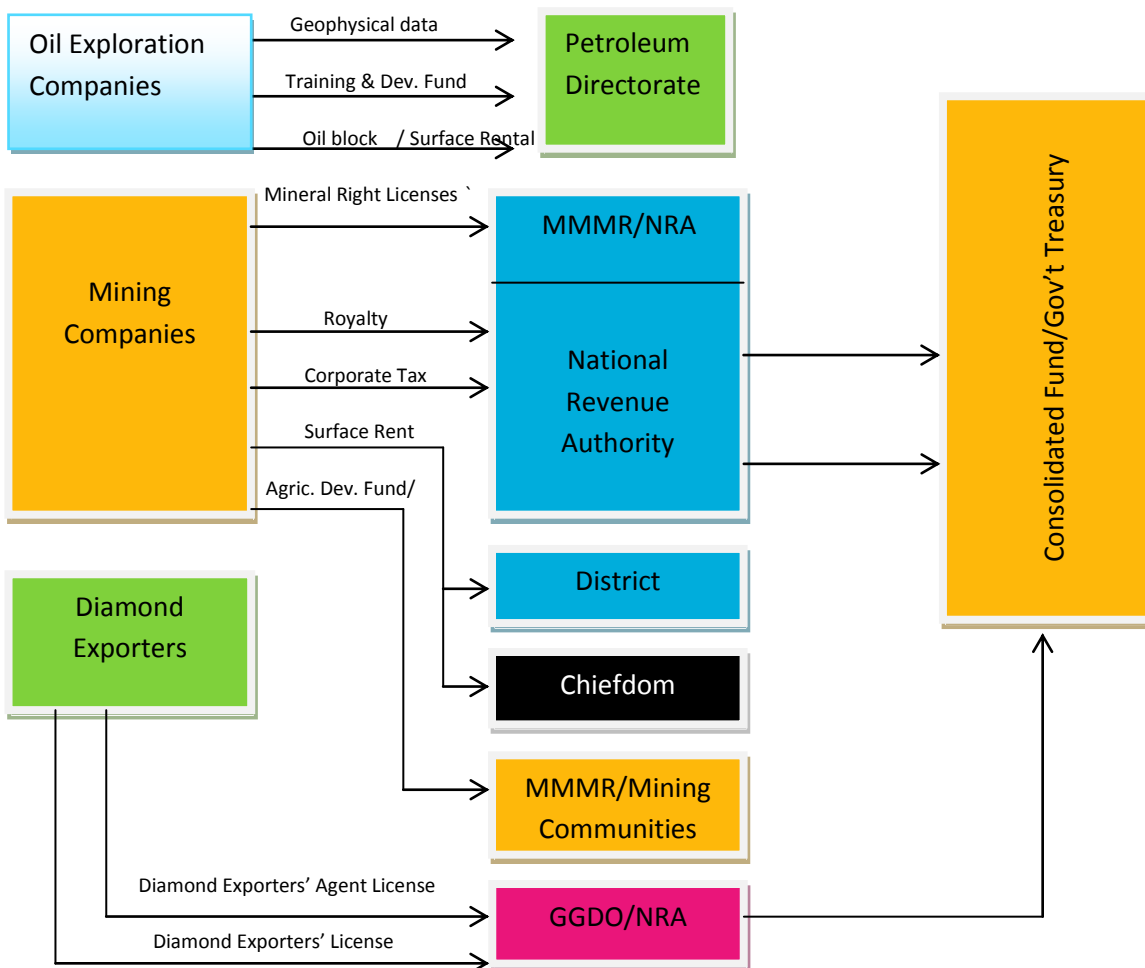 Oil Exploration
Companies
Geophysical data
Training & Dev. Fund
Oil block / Surface Rental
Petroleum
Directorate
Mining
Companies
Mineral Right Licenses `
Royalty
Corporate Tax
Surface Rent
Agric. Dev. Fund/
MMMR/NRA
National
Revenue
Authority
Consolidated Fund/Gov’t Treasury
District
Chiefdom
MMMR/Mining
Communities
Diamond
Exporters
Diamond Exporters’ Agent License
Diamond Exporters’ License
GGDO/NRA